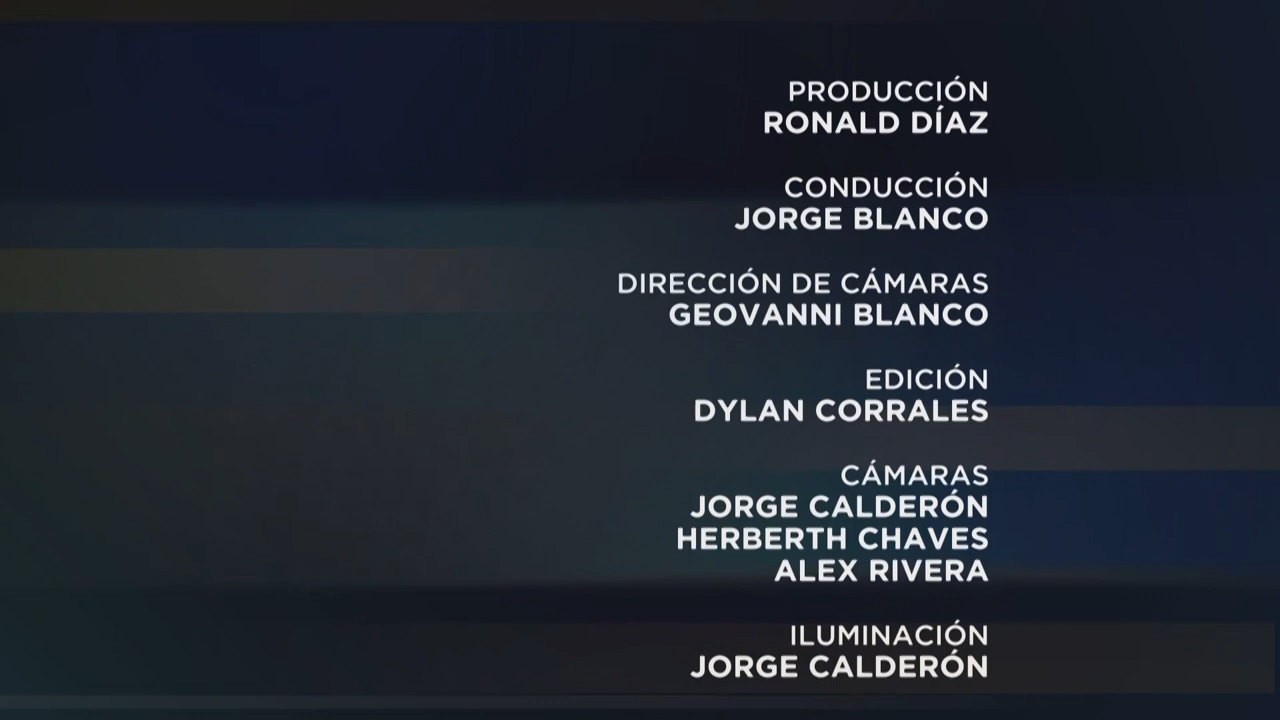 PRODUCCIÓN
RONALD DÍAZ
CONDUCCIÓN
JORGE BLANCO
DIRECCIÓN DE CÁMARAS
GEOVANNI BLANCO
EDICIÓN
DYLAN CORRALES
CÁMARAS
JORGE CALDERÓN
HERBERTH CHAVES
ALEX RIVERA
ILUMINACIÓN
JORGE CALDERÓN